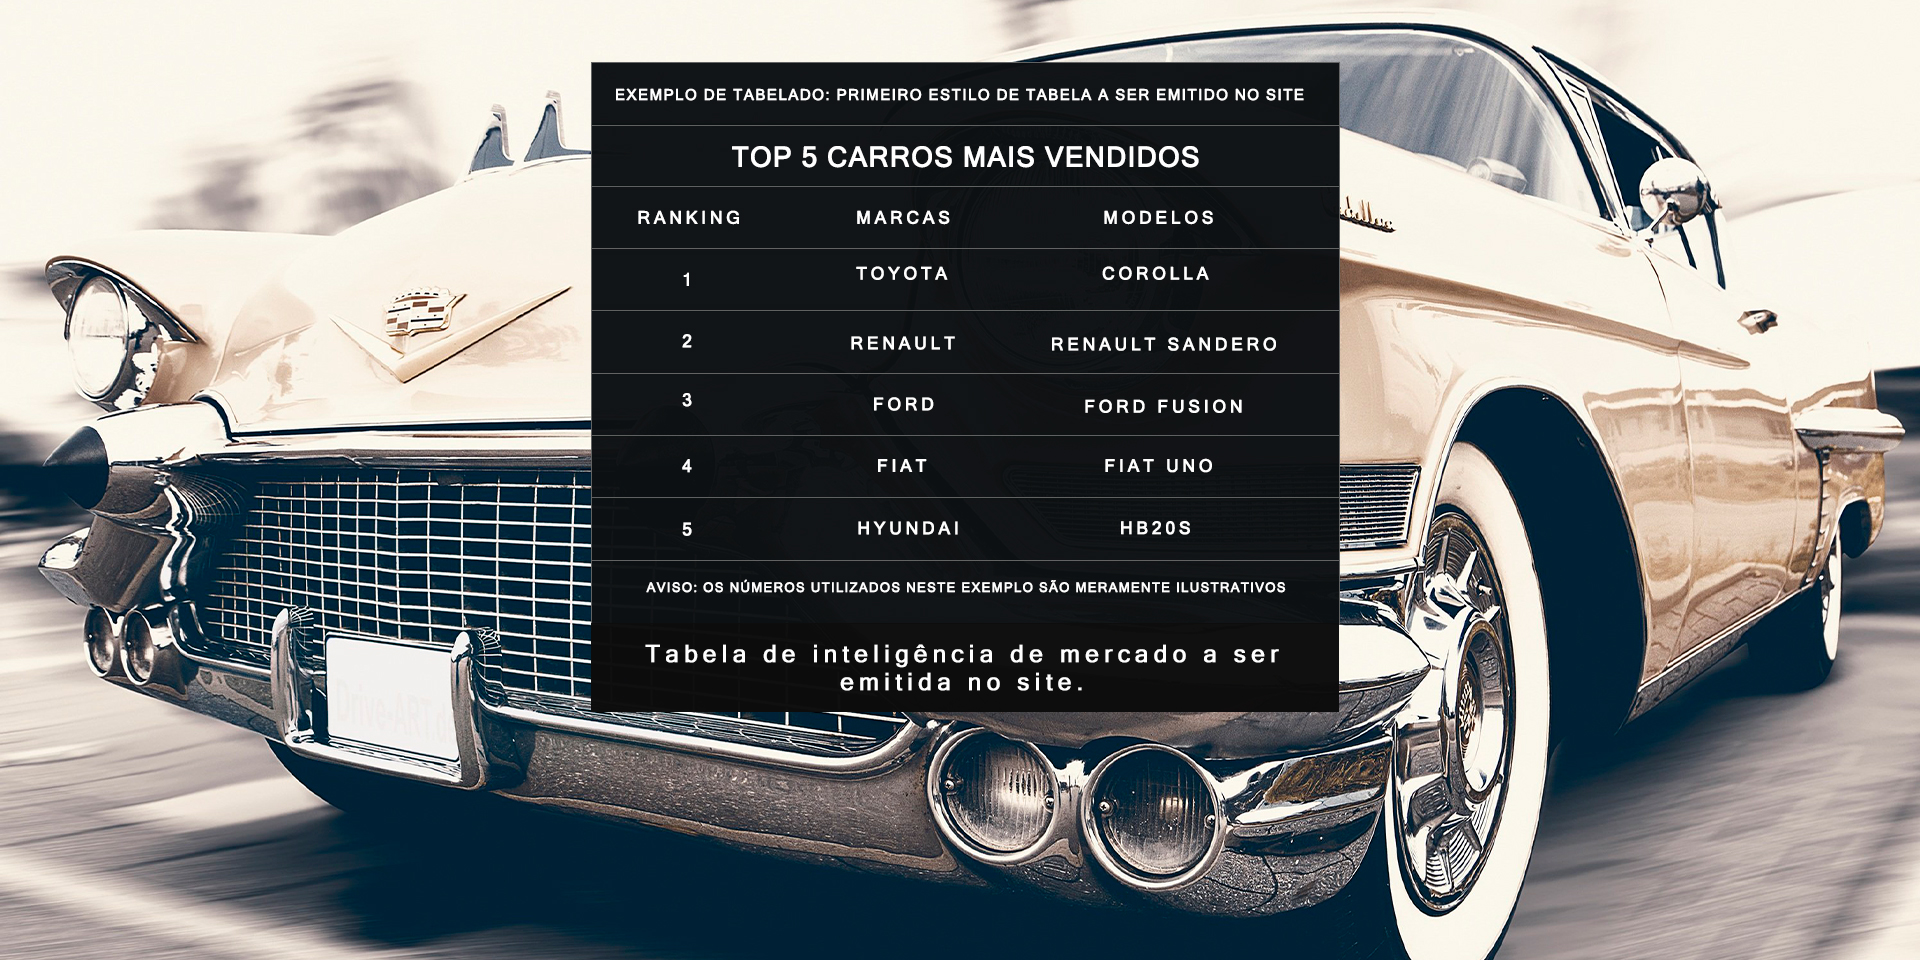 EXEMPLO DE TABELADO: PRIMEIRO ESTILO DE TABELA A SER EMITIDO NO SITE
TOP 5 CARROS MAIS VENDIDOS
RANKING MARCAS MODELOS
1 TOYOTA COROLLA
2 RENAULT RENAULT SANDERO
3 FORD FORD FUSION
4 FIAT FIAT UNO
5 HYUNDAI HB20S
AVISO: OS NÚMEROS UTILIZADOS NESTE EXEMPLO SÃO MERAMENTE ILUSTRATIVOS
Tabela de inteligência de mercado a ser
emitida no site.